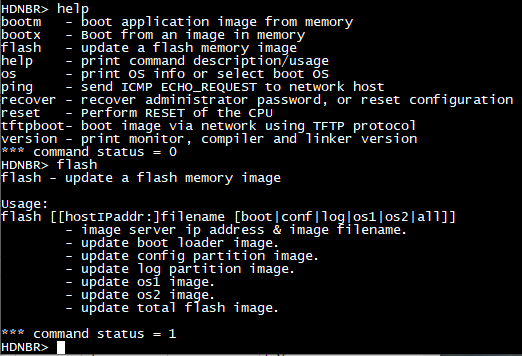 HDNBR> help
bootm   - boot application image from memory
bootx   - Boot from an image in memory
flash   - update a flash memory image
help    - print command description/usage
os      - print OS info or select boot OS
ping    - send ICMP ECHO_REQUEST to network host
recover - recover administrator password, or reset configuration
reset   - Perform RESET of the CPU
tftpboot- boot image via network using TFTP protocol
version - print monitor, compiler and linker version
*** command status = 0
HDNBR> flash
flash - update a flash memory image

Usage:
flash [[hostIPaddr:]filename [boot|conf|log|os1|os2|all]]
        - image server ip address & image filename.
        - update boot loader image.
        - update config partition image.
        - update log partition image.
        - update os1 image.
        - update os2 image.
        - update total flash image.

*** command status = 1
HDNBR>